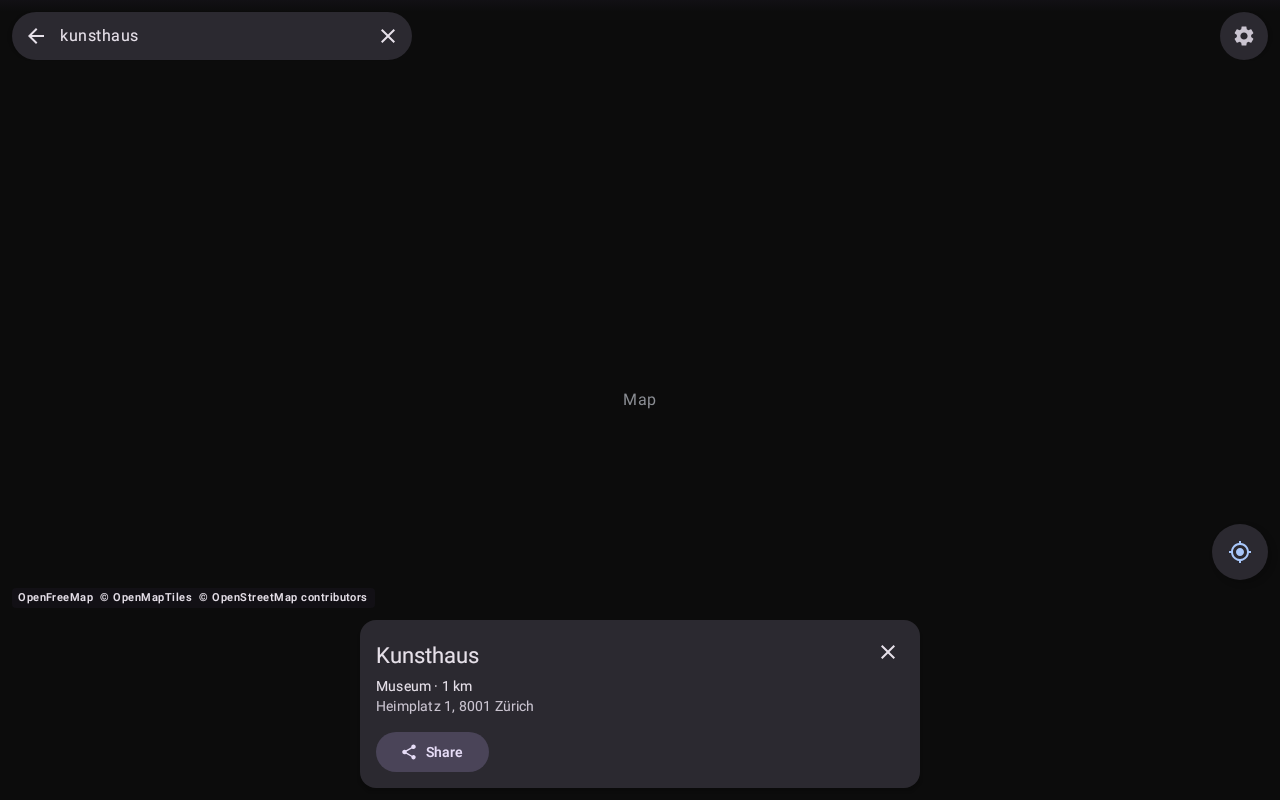 kunsthaus
Map
OpenFreeMap © OpenMapTiles © OpenStreetMap contributors
Kunsthaus
Museum · 1 km
Heimplatz 1, 8001 Zürich
Share